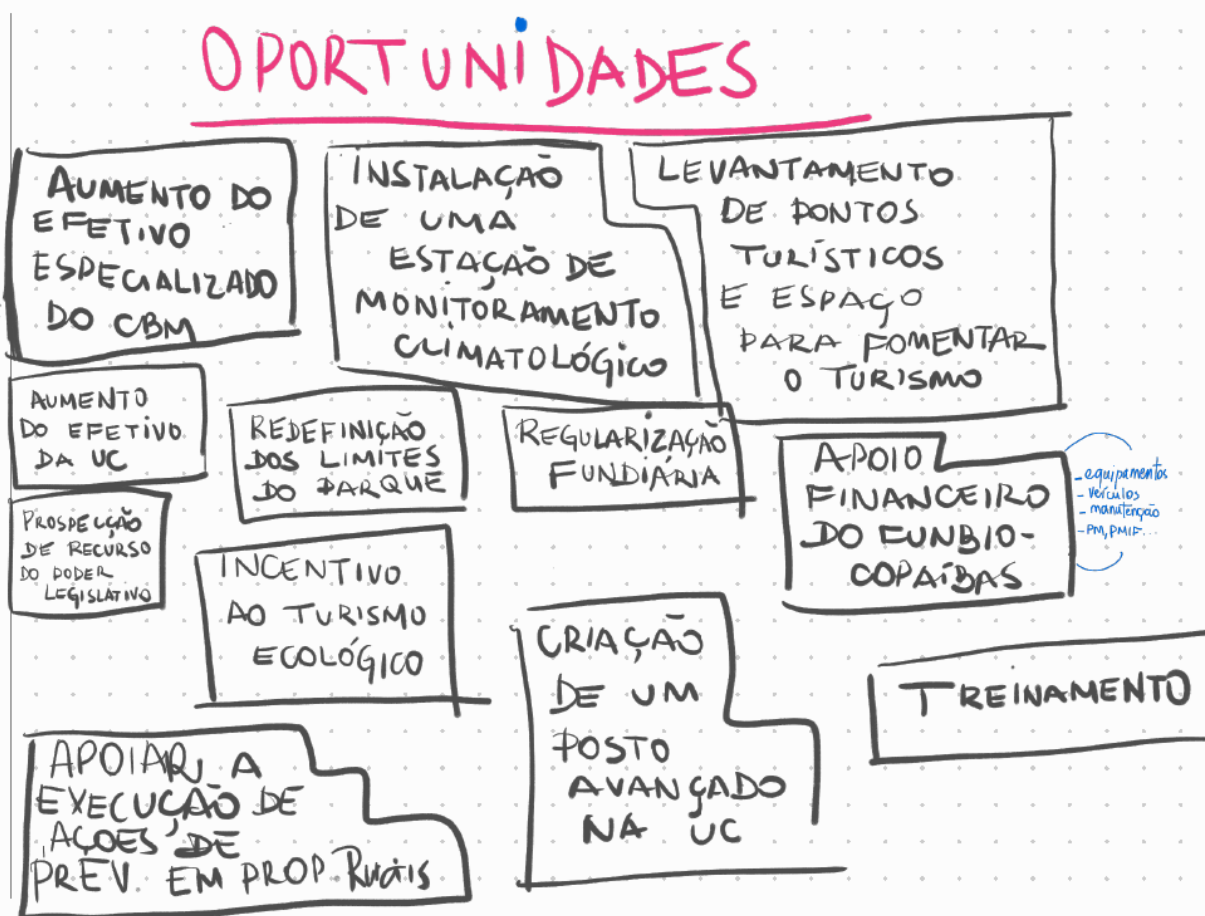 OPORTUNIDADES
AUMENTO DO
EFETIVO
ESPECIALIZADO
DO CBM
INSTALAÇÃO
DE UMA
ESTAÇÃO DE
MONITORAMENTO
CLIMATOLÓGICO
LEVANTAMENTO
DE PONTOS
TURÍSTICOS
E ESPAÇO
PARA FOMENTAR
O TURISMO
AUMENTO
DO EFETIVO
DA UC
REDEFINIÇÃO
DOS LIMITES
DO PARQUE
REGULARIZAÇÃO
FUNDIÁRIA
APOIO
FINANCEIRO
DO FUNBIO-
COPAÍBAS
- equipamentos
- veículos
- manutenção
- PM, PMIF...
PROSPECÇÃO
DE RECURSO
DO PODER
LEGISLATIVO
INCENTIVO
AO TURISMO
ECOLÓGICO
CRIAÇÃO
DE UM
POSTO
AVANÇADO
NA UC
TREINAMENTO
APOIAR A
EXECUÇÃO DE
AÇOES DE
PREV. EM PROP. Rurais